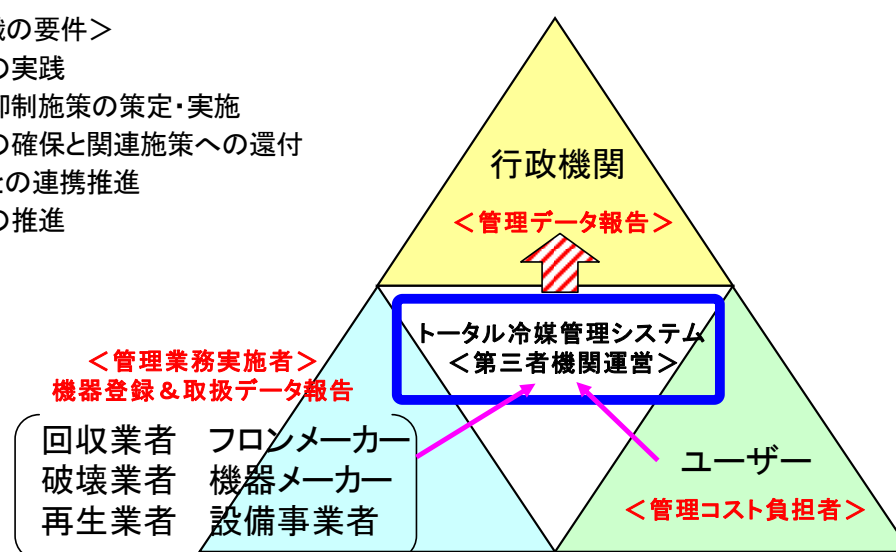 の要件＞
の実践
抑制施策の策定・実施
の確保と関連施策への還付
との連携推進
の推進
行政機関
＜管理データ報告＞
トータル冷媒管理システム
＜第三者機関運営＞
＜管理業務実施者＞
機器登録＆取扱データ報告
回収業者　フロンメーカー
破壊業者　機器メーカー
再生業者　設備事業者
ユーザー
＜管理コスト負担者＞